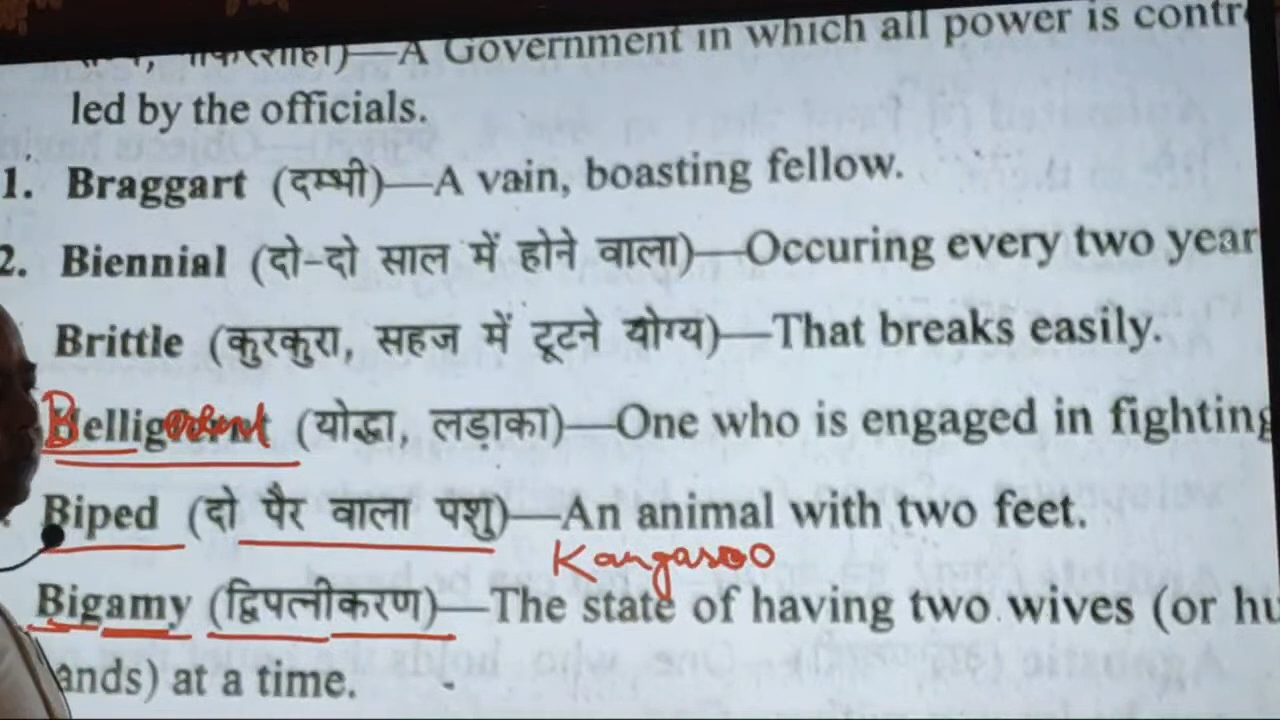 —A Government in which all power is contr
led by the officials.
1. Braggart (दम्भी)—A vain, boasting fellow.
2. Biennial (दो-दो साल में होने वाला)—Occuring every two year
Brittle (कुरकुरा, सहज में टूटने योग्य)—That breaks easily.
Belligerent (योद्धा, लड़ाका)—One who is engaged in fighting
Biped (दो पैर वाला पशु)—An animal with two feet.
Kangaroo
Bigamy (द्विपत्नीकरण)—The state of having two wives (or hu
ands) at a time.